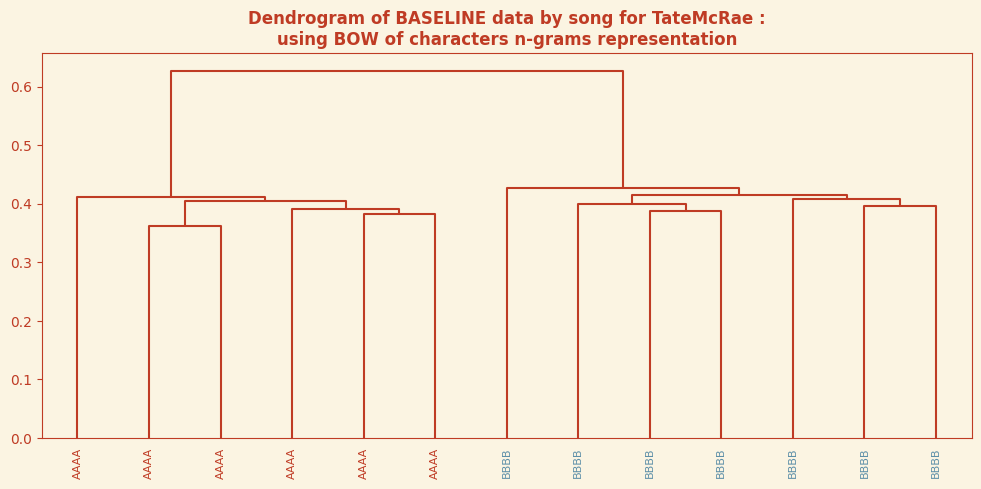 Dendrogram of BASELINE data by song for TateMcRae :
using BOW of characters n-grams representation
0.6
0.5
0.4
0.3
0.2
0.1
0.0
AAAA
AAAA
AAAA
AAAA
AAAA
AAAA
BBBB
BBBB
BBBB
BBBB
BBBB
BBBB
BBBB